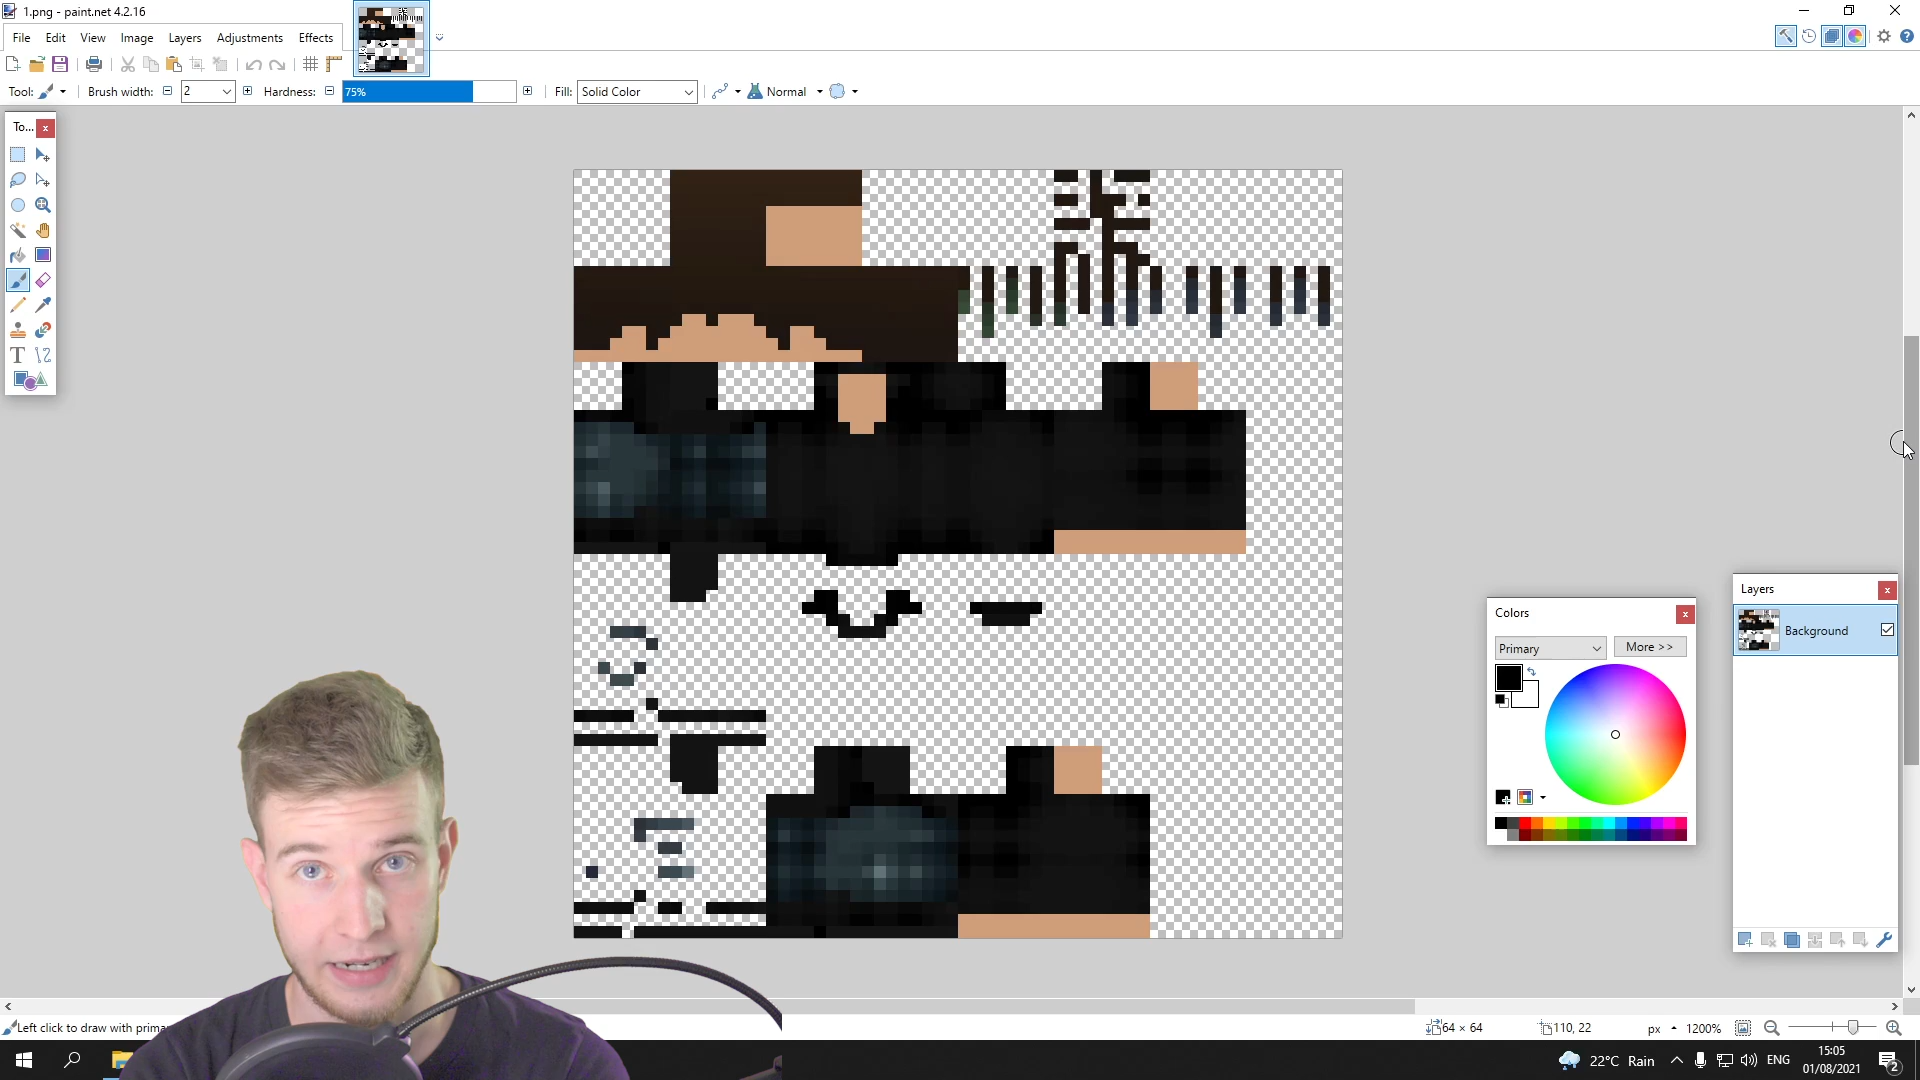 1.png - paint.net 4.2.16
File Edit View Image Layers Adjustments Effects
Tool: Brush width: 2 Hardness: 75% Fill: Solid Color Normal
To...
Colors
Primary More >>
Layers
Background
Left click to draw with prima
64 × 64 110, 22 px 1200%
22°C Rain ENG 15:05
01/08/2021 2